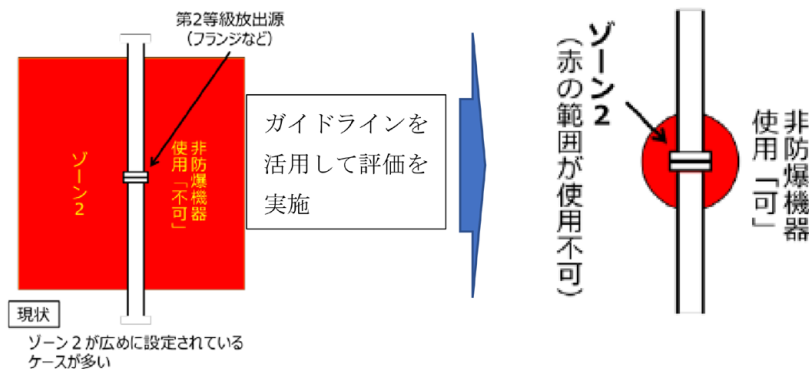 第2等級放出源
（フランジなど）
ゾーン2
非防爆機器
使用「不可」
現状
ゾーン2が広めに設定されている
ケースが多い
ガイドラインを
活用して評価を
実施
ゾーン2
（赤の範囲が使用不可）
非防爆機器
使用「可」